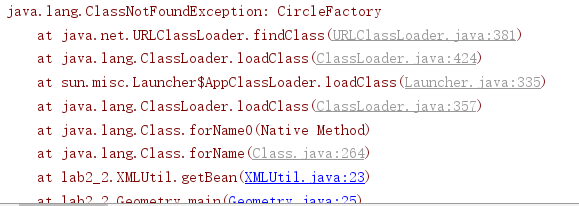 java.lang.ClassNotFoundException: CircleFactory
at java.net.URLClassLoader.findClass(URLClassLoader.java:381)
at java.lang.ClassLoader.loadClass(ClassLoader.java:424)
at sun.misc.Launcher$AppClassLoader.loadClass(Launcher.java:335)
at java.lang.ClassLoader.loadClass(ClassLoader.java:357)
at java.lang.Class.forName0(Native Method)
at java.lang.Class.forName(Class.java:264)
at lab2_2.XMLUtil.getBean(XMLUtil.java:23)
at lab2_2.Geometry.main(Geometry.java:25)